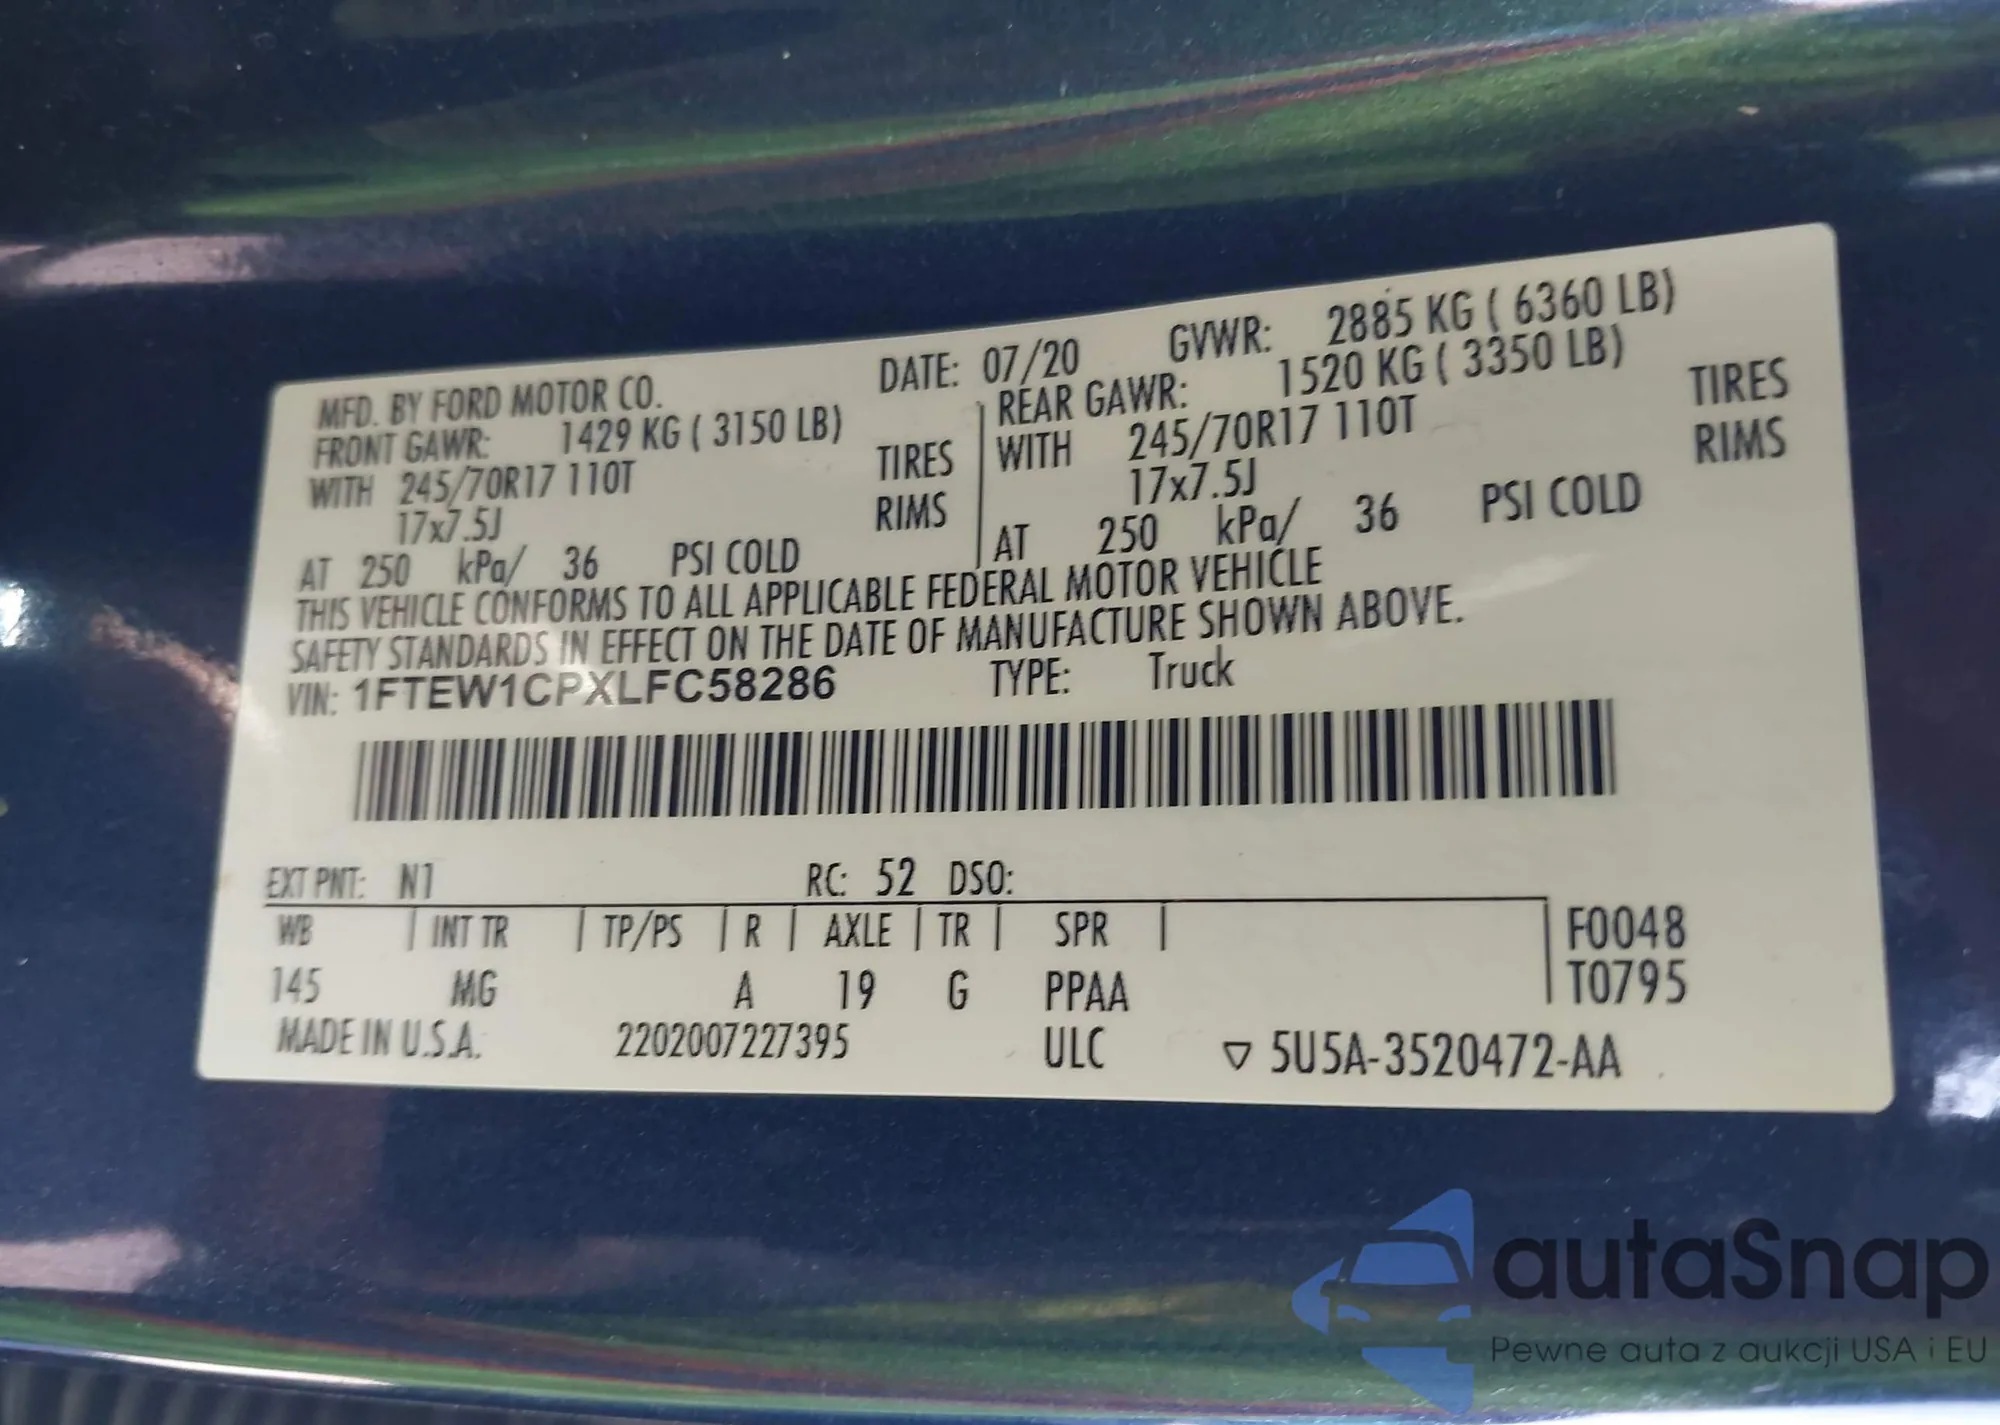 MFD. BY FORD MOTOR CO. DATE: 07/20 GVWR: 2885 KG ( 6360 LB)
FRONT GAWR: 1429 KG ( 3150 LB) REAR GAWR: 1520 KG ( 3350 LB)
WITH 245/70R17 110T TIRES WITH 245/70R17 110T TIRES
17x7.5J RIMS 17x7.5J RIMS
AT 250 kPa/ 36 PSI COLD AT 250 kPa/ 36 PSI COLD
THIS VEHICLE CONFORMS TO ALL APPLICABLE FEDERAL MOTOR VEHICLE
SAFETY STANDARDS IN EFFECT ON THE DATE OF MANUFACTURE SHOWN ABOVE.
VIN: 1FTEW1CPXLFC58286 TYPE: Truck
EXT PNT: N1 RC: 52 DSO:
WB INT TR TP/PS R AXLE TR SPR F0048
145 MG A 19 G PPAA T0795
MADE IN U.S.A. 2202007227395 ULC ▽ 5U5A-3520472-AA
autaSnap
Pewne auta z aukcji USA i EU